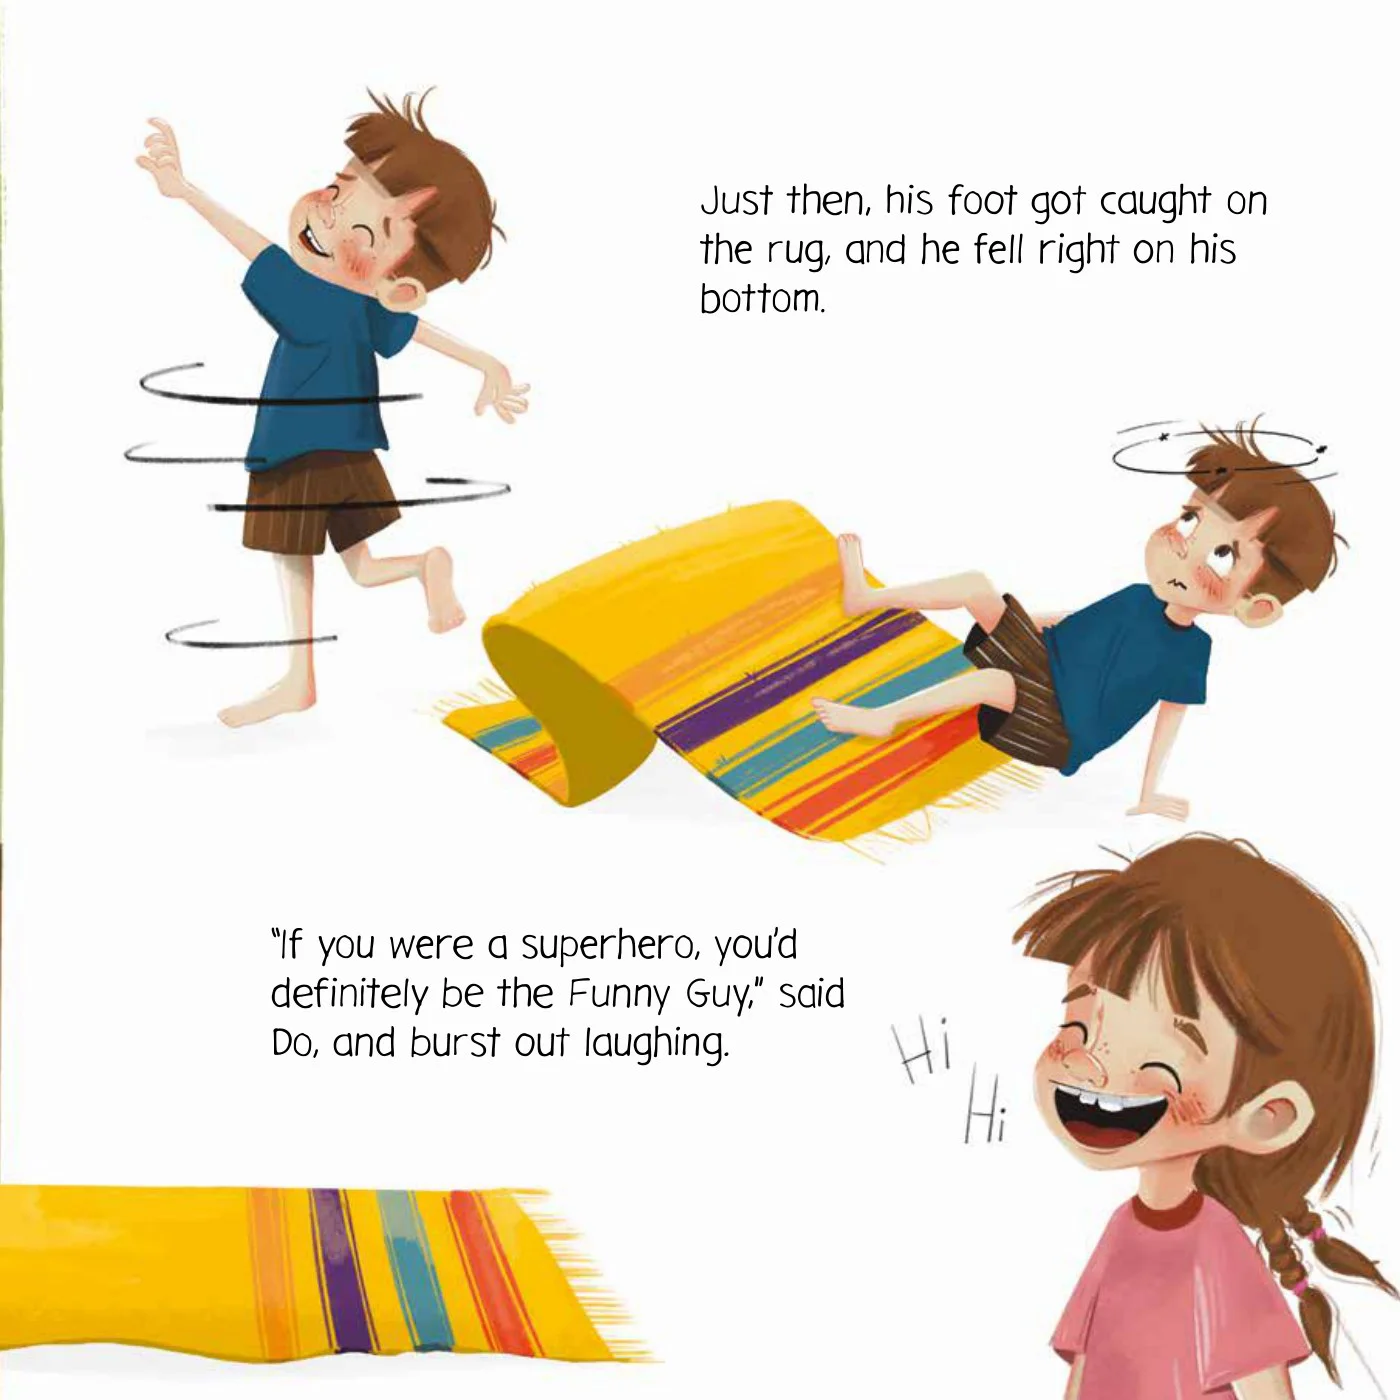 Just then, his foot got caught on
the rug, and he fell right on his
bottom.
"If you were a superhero, you'd
definitely be the Funny Guy," said
Do, and burst out laughing.
Hi
Hi